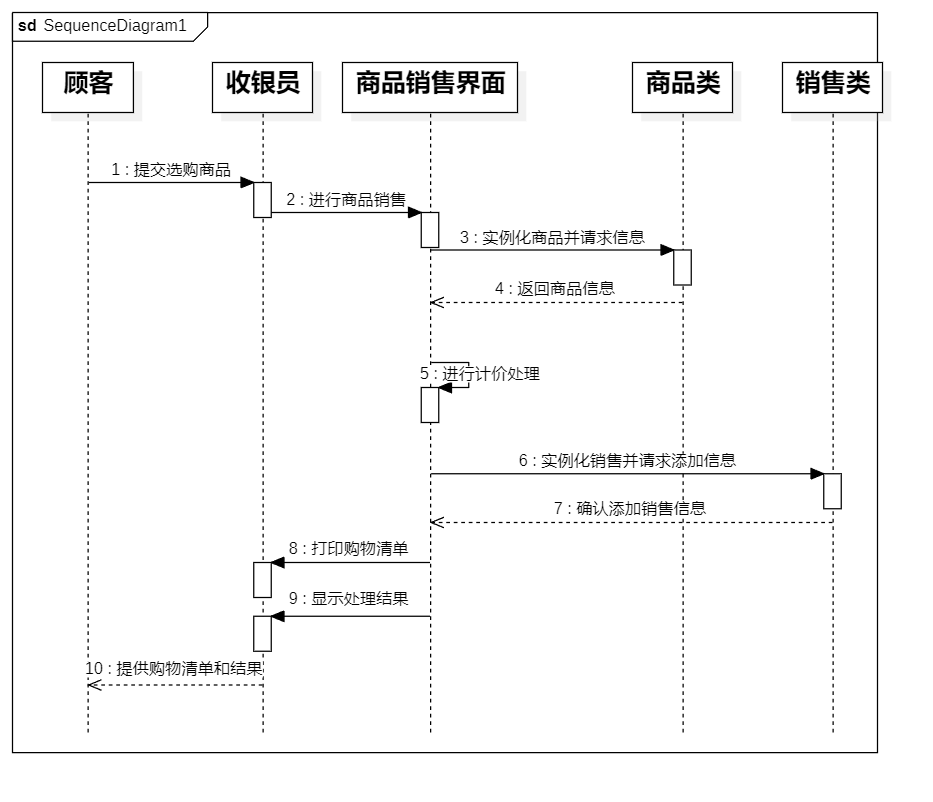 sd SequenceDiagram1
顾客
收银员
商品销售界面
商品类
销售类
1 : 提交选购商品
2 : 进行商品销售
3 : 实例化商品并请求信息
4 : 返回商品信息
5 : 进行计价处理
6 : 实例化销售并请求添加信息
7 : 确认添加销售信息
8 : 打印购物清单
9 : 显示处理结果
10 : 提供购物清单和结果